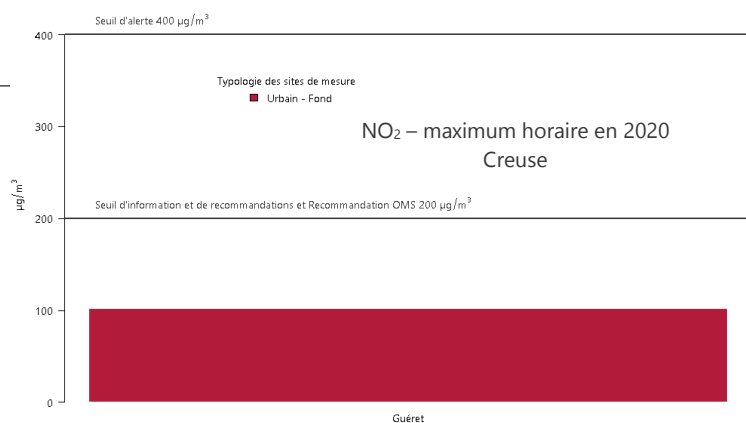 Seuil d'alerte 400 µg/m³
400
Typologie des sites de mesure
Urbain - Fond
NO₂ – maximum horaire en 2020
Creuse
300
µg/m³
Seuil d'information et de recommandations et Recommandation OMS 200 µg/m³
200
100
0
Guéret